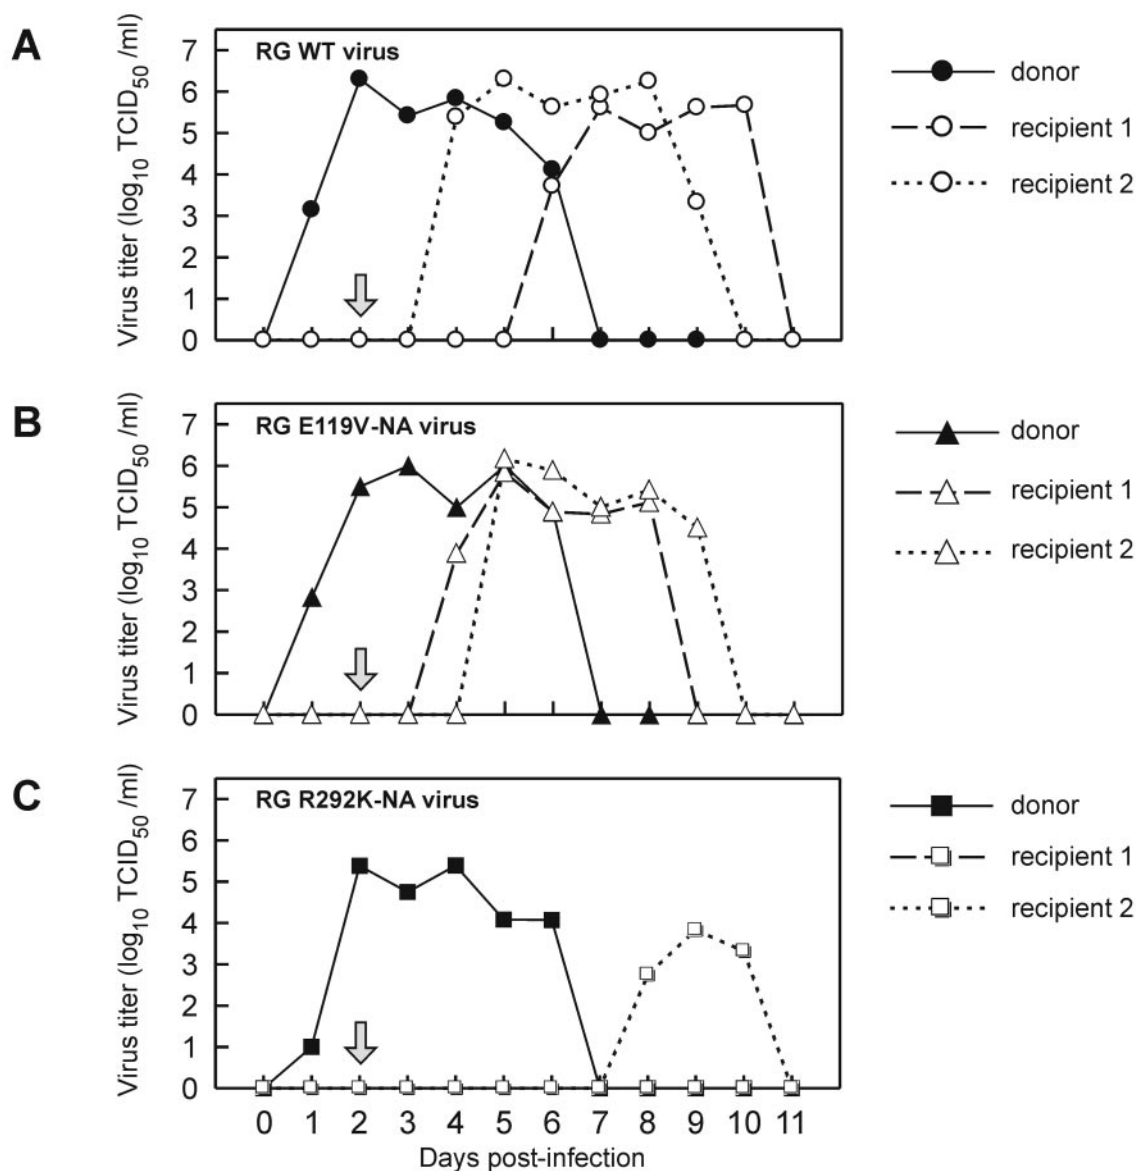 A
RG WT virus
Virus titer (log10 TCID50 /ml)
7
6
5
4
3
2
1
0
donor
recipient 1
recipient 2
B
RG E119V-NA virus
Virus titer (log10 TCID50 /ml)
7
6
5
4
3
2
1
0
donor
recipient 1
recipient 2
C
RG R292K-NA virus
Virus titer (log10 TCID50 /ml)
7
6
5
4
3
2
1
0
donor
recipient 1
recipient 2
0 1 2 3 4 5 6 7 8 9 10 11
Days post-infection